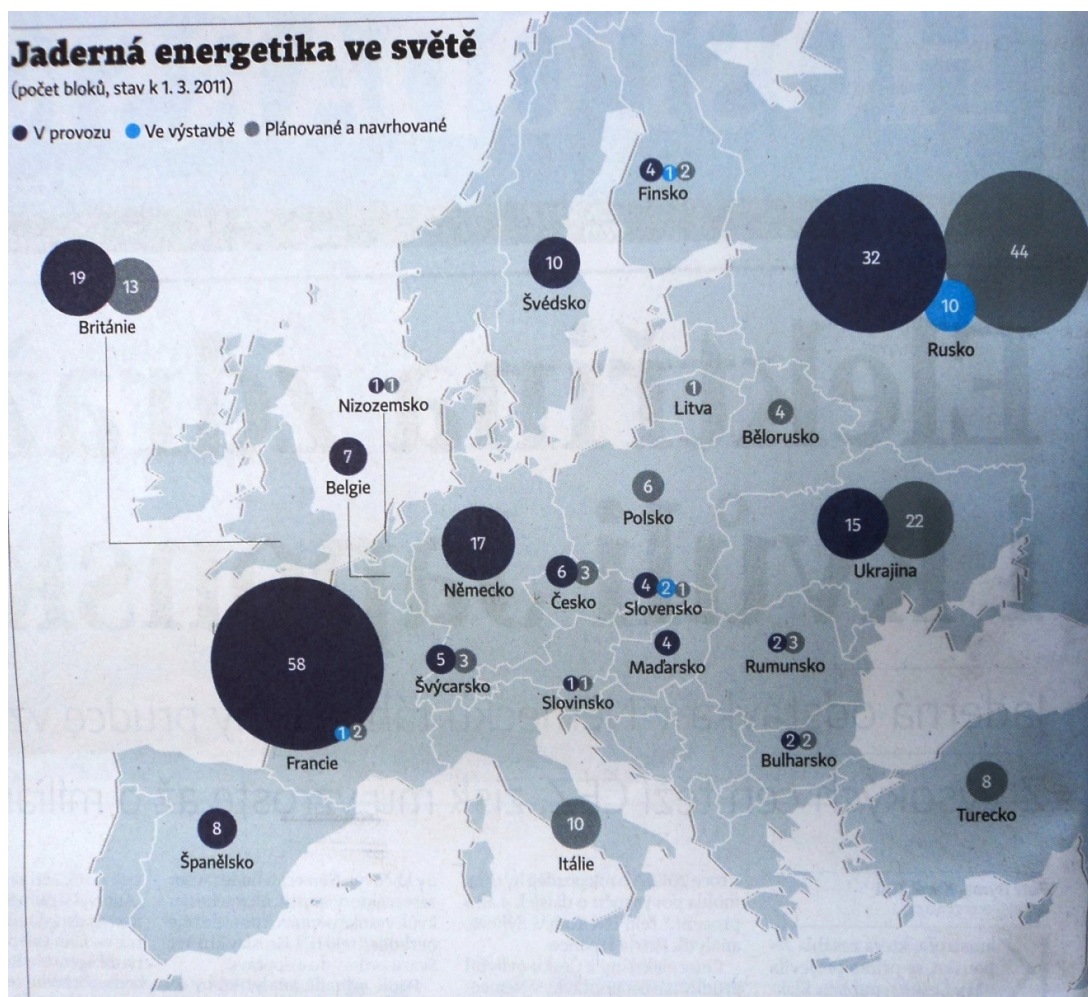 Jaderná energetika ve světě
(počet bloků, stav k 1. 3. 2011)
V provozu Ve výstavbě Plánované a navrhované
4 1 2
Finsko
32 44
10
Rusko
19 13
Británie
10
Švédsko
1 1
Nizozemsko
1
Litva
4
Bělorusko
7
Belgie
6
Polsko
15 22
Ukrajina
17
Německo
6 3
Česko
4 2 1
Slovensko
58
1 2
Francie
5 3
Švýcarsko
4
Maďarsko
2 3
Rumunsko
1 1
Slovinsko
2 2
Bulharsko
8
Turecko
8
Španělsko
10
Itálie